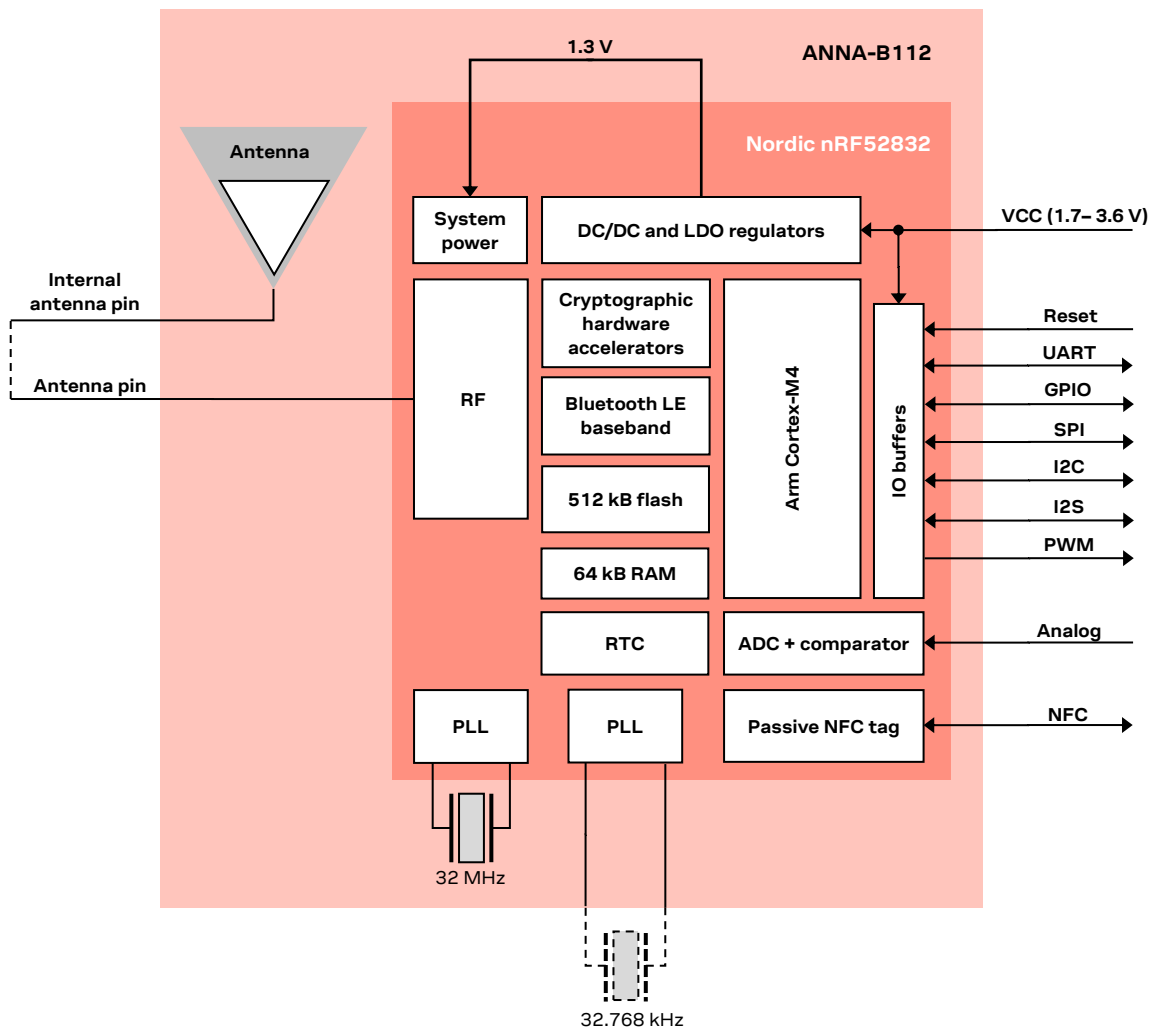 1.3 V
ANNA-B112
Nordic nRF52832
Antenna
System
power
DC/DC and LDO regulators
VCC (1.7– 3.6 V)
Internal
antenna pin
Antenna pin
RF
Cryptographic
hardware
accelerators
Bluetooth LE
baseband
512 kB flash
64 kB RAM
RTC
Arm Cortex-M4
IO buffers
Reset
UART
GPIO
SPI
I2C
I2S
PWM
ADC + comparator
Analog
PLL
PLL
Passive NFC tag
NFC
32 MHz
32.768 kHz